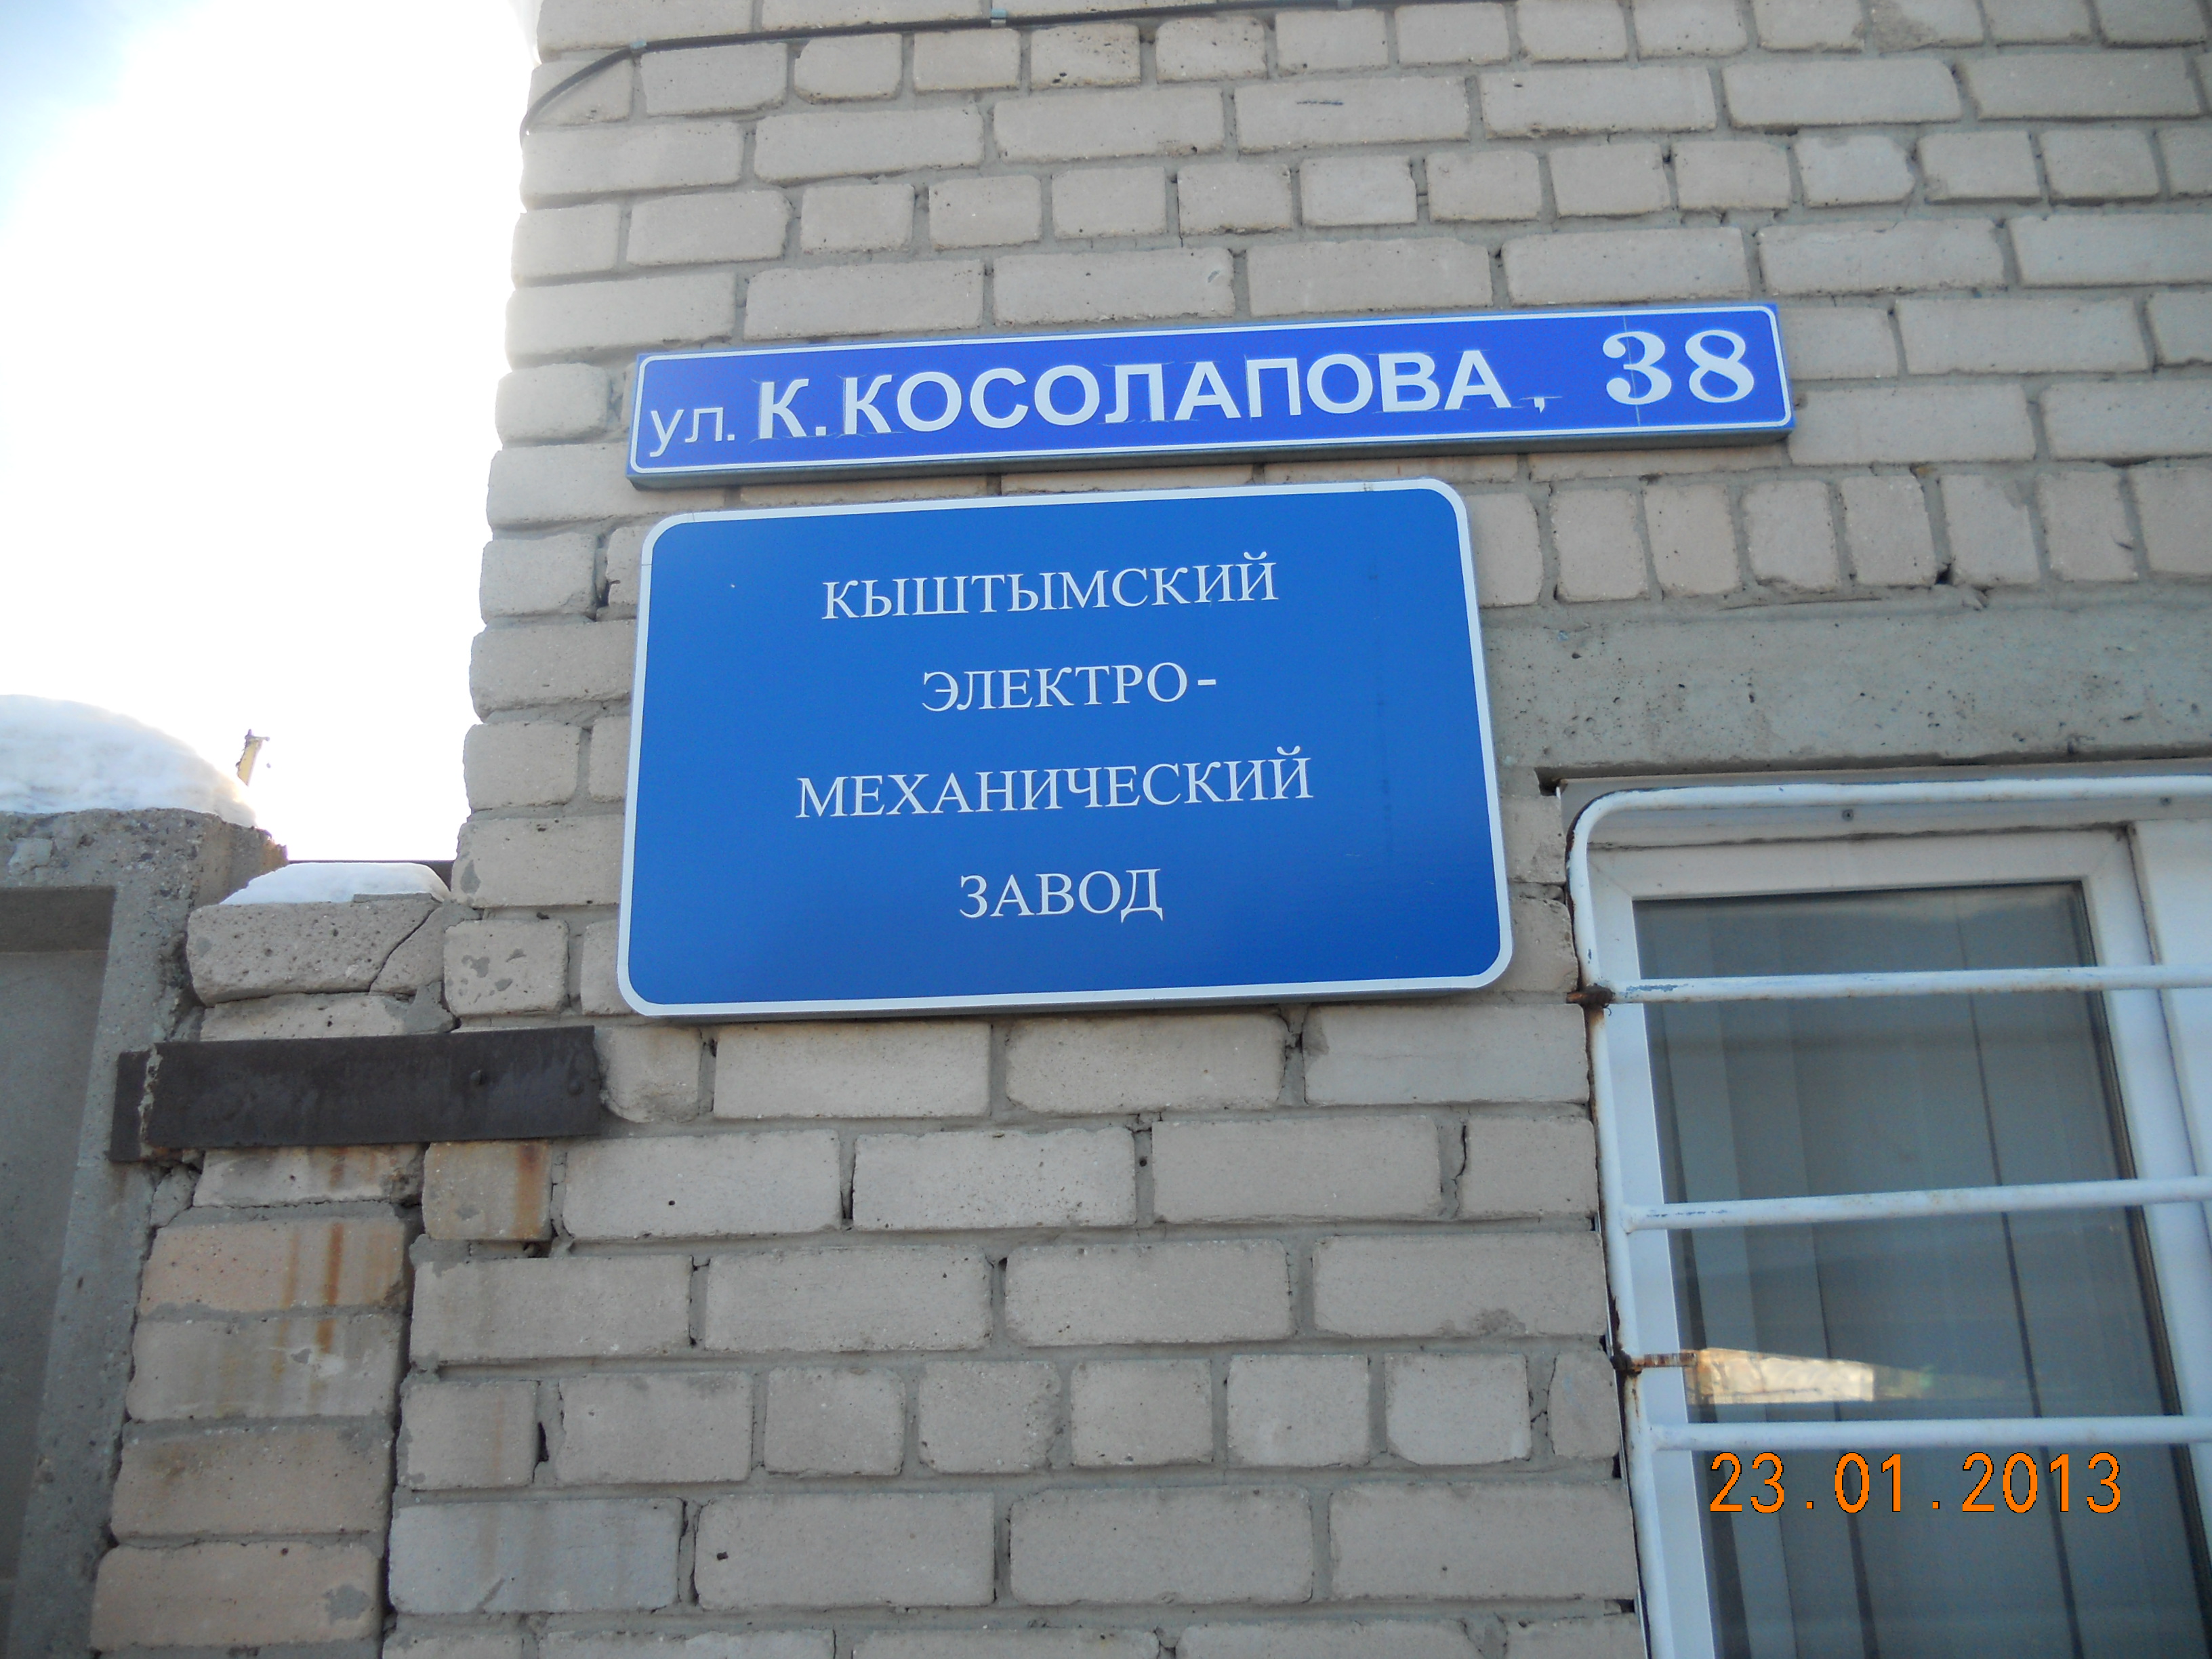 ул. К.КОСОЛАПОВА, 38
КЫШТЫМСКИЙ
ЭЛЕКТРО-
МЕХАНИЧЕСКИЙ
ЗАВОД
23.01.2013